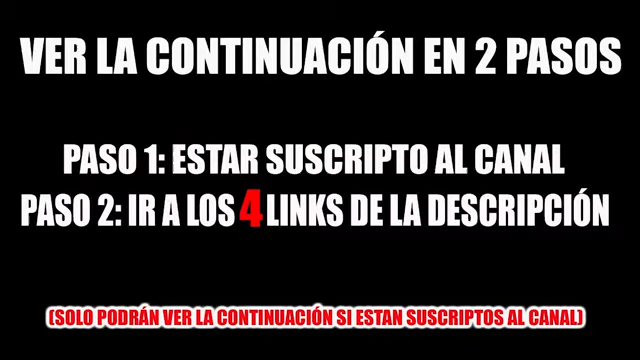 VER LA CONTINUACIÓN EN 2 PASOS
PASO 1: ESTAR SUSCRIPTO AL CANAL
PASO 2: IR A LOS 4 LINKS DE LA DESCRIPCIÓN
(SOLO PODRÁN VER LA CONTINUACIÓN SI ESTAN SUSCRIPTOS AL CANAL)